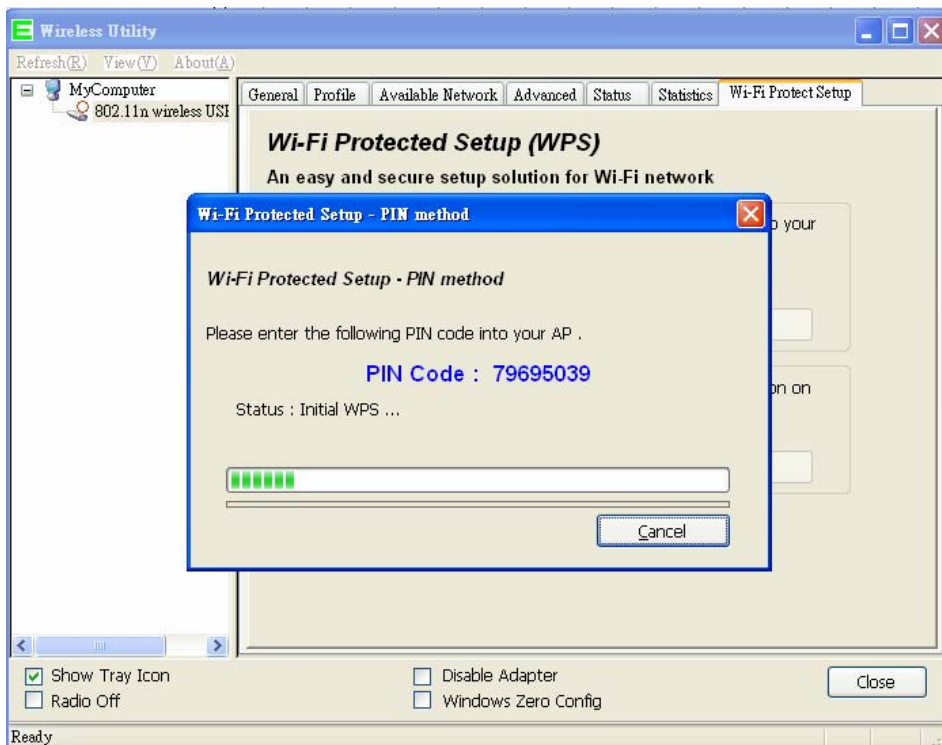 Wireless Utility
Refresh(R) View(V) About(A)
MyComputer
802.11n wireless USB
General Profile Available Network Advanced Status Statistics Wi-Fi Protect Setup
Wi-Fi Protected Setup (WPS)
An easy and secure setup solution for Wi-Fi network
your
on
Wi-Fi Protected Setup - PIN method
Wi-Fi Protected Setup - PIN method
Please enter the following PIN code into your AP .
PIN Code : 79695039
Status : Initial WPS ...
Cancel
Show Tray Icon
Disable Adapter
Radio Off
Windows Zero Config
Close
Ready